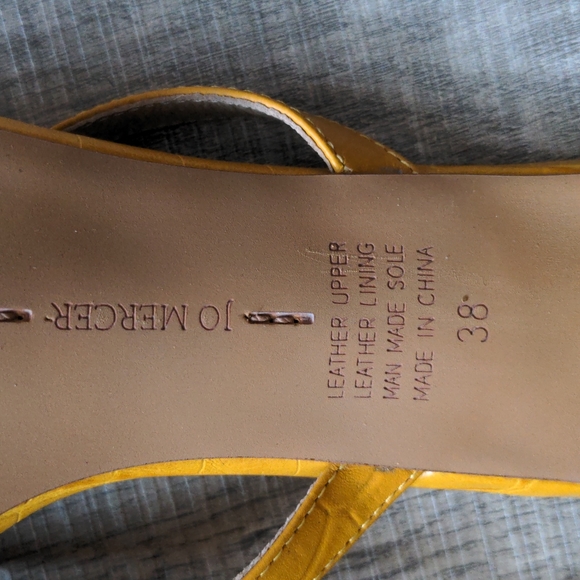 JO MERCER
LEATHER UPPER
LEATHER LINING
MAN MADE SOLE
MADE IN CHINA
38